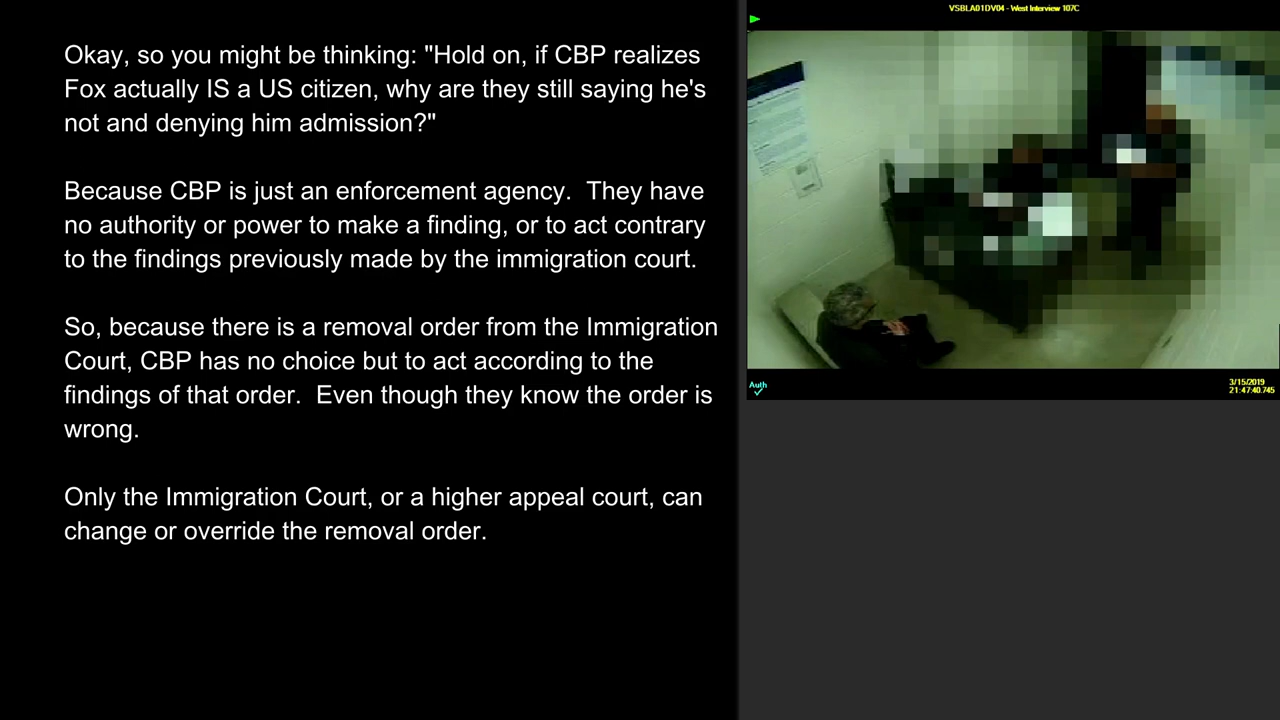 VSBLA01DV04 - West Interview 107C
Okay, so you might be thinking: "Hold on, if CBP realizes
Fox actually IS a US citizen, why are they still saying he's
not and denying him admission?"
Because CBP is just an enforcement agency.  They have
no authority or power to make a finding, or to act contrary
to the findings previously made by the immigration court.
So, because there is a removal order from the Immigration
Court, CBP has no choice but to act according to the
findings of that order.  Even though they know the order is
wrong.
Only the Immigration Court, or a higher appeal court, can
change or override the removal order.
Auth
3/15/2019
21:47:40.745